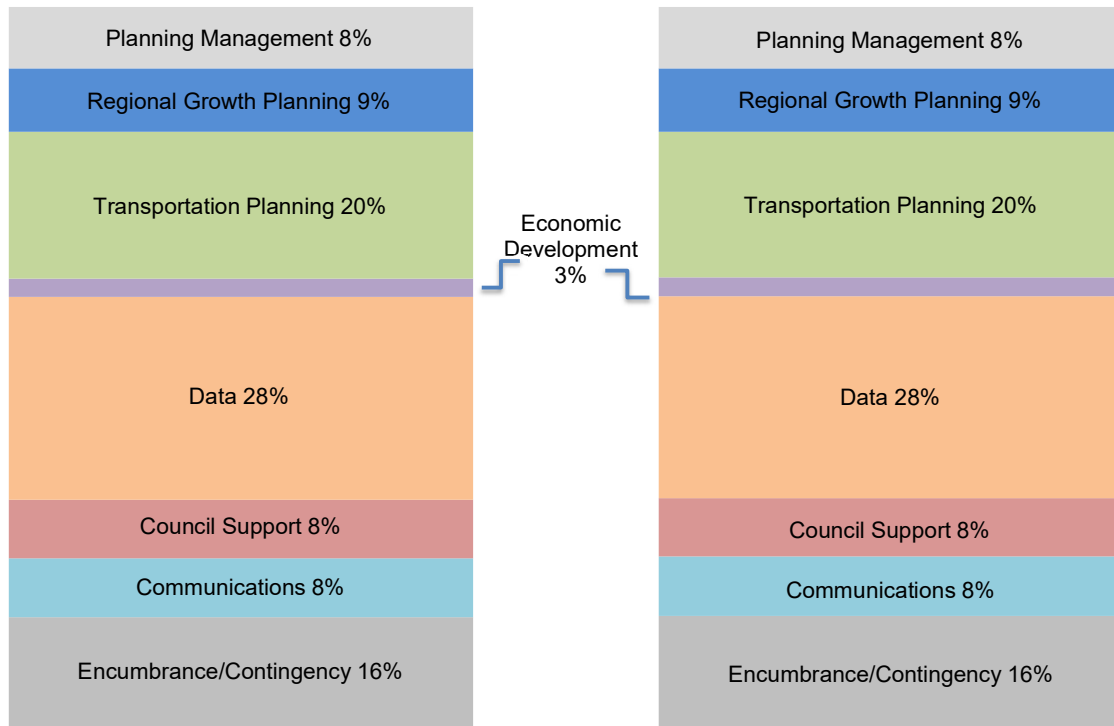 Planning Management 8%
Regional Growth Planning 9%
Transportation Planning 20%
Data 28%
Council Support 8%
Communications 8%
Encumbrance/Contingency 16%
Economic
Development
3%
Planning Management 8%
Regional Growth Planning 9%
Transportation Planning 20%
Data 28%
Council Support 8%
Communications 8%
Encumbrance/Contingency 16%